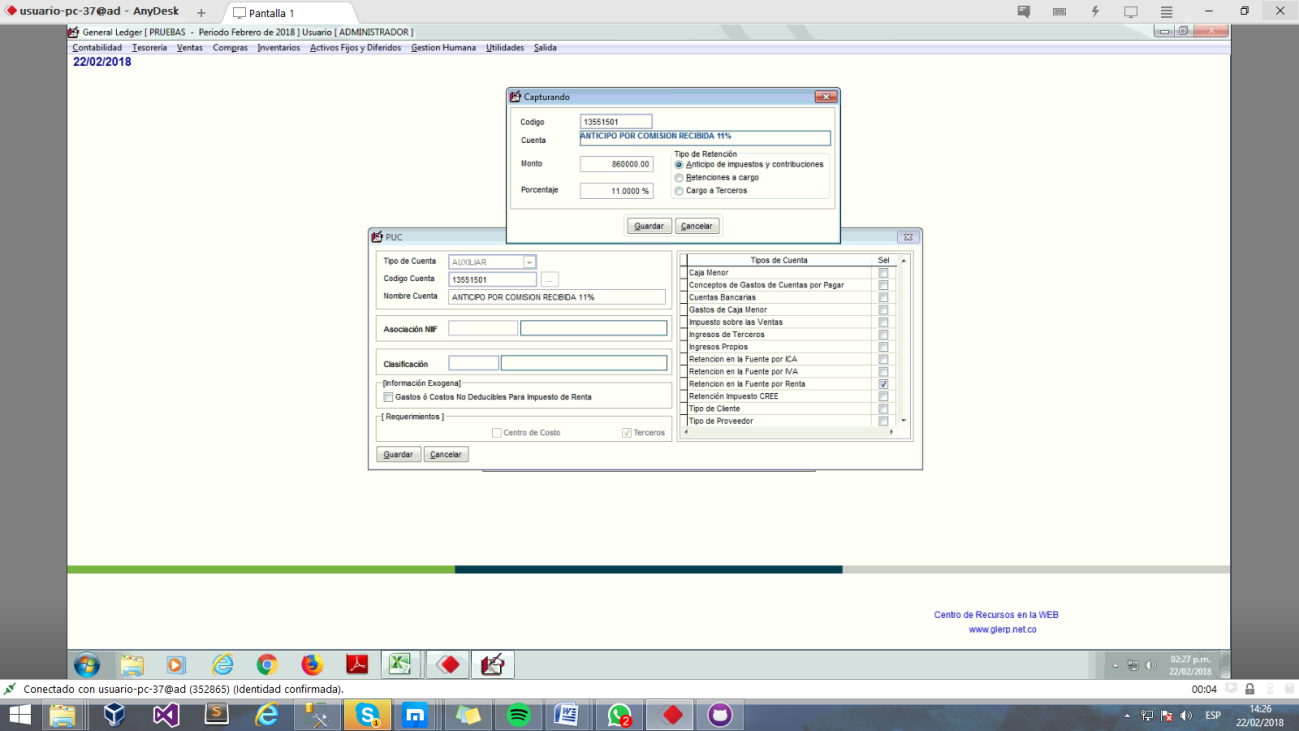 usuario-pc-37@ad - AnyDesk
+
Pantalla 1
General Ledger [ PRUEBAS - Periodo Febrero de 2018 ] Usuario [ ADMINISTRADOR ]
Contabilidad Tesorería Ventas Compras Inventarios Activos Fijos y Diferidos Gestion Humana Utilidades Salida
22/02/2018
Capturando
Codigo 13551501
Cuenta ANTICIPO POR COMISION RECIBIDA 11%
Monto 860000.00
Porcentaje 11.0000 %
Tipo de Retención
Anticipo de impuestos y contribuciones
Retenciones a cargo
Cargo a Terceros
Guardar Cancelar
PUC
Tipo de Cuenta AUXILIAR
Codigo Cuenta 13551501 ...
Nombre Cuenta ANTICIPO POR COMISION RECIBIDA 11%
Asociación NIIF
Clasificación
[Información Exogena]
Gastos ó Costos No Deducibles Para Impuesto de Renta
[ Requerimientos ]
Centro de Costo Terceros
Guardar Cancelar
Tipos de Cuenta Sel
Caja Menor
Conceptos de Gastos de Cuentas por Pagar
Cuentas Bancarias
Gastos de Caja Menor
Impuesto sobre las Ventas
Ingresos de Terceros
Ingresos Propios
Retencion en la Fuente por ICA
Retencion en la Fuente por IVA
Retencion en la Fuente por Renta
Retención Impuesto CREE
Tipo de Cliente
Tipo de Proveedor
Centro de Recursos en la WEB
www.glerp.net.co
02:27 p.m.
22/02/2018
Conectado con usuario-pc-37@ad (352865) (Identidad confirmada).
00:04
ESP
14:26
22/02/2018